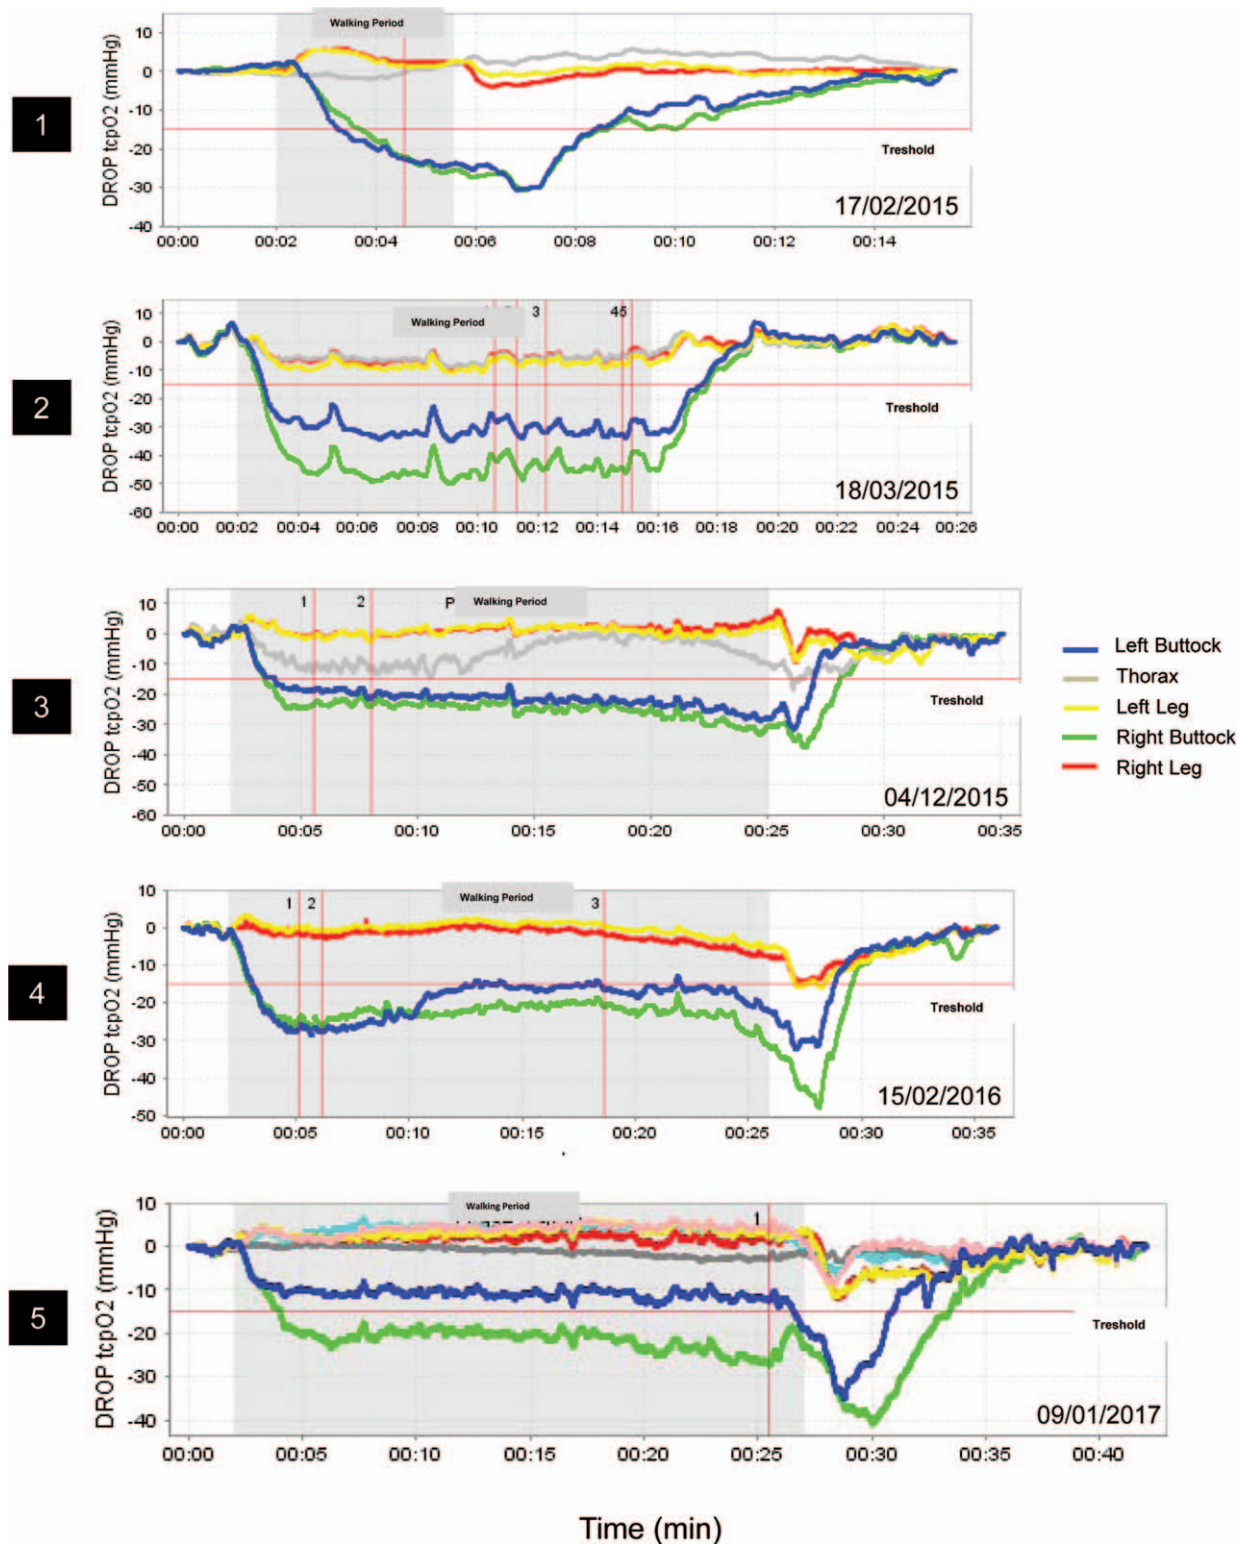 Walking Period
DROP tcpO2 (mmHg)
10
0
-10
-20
-30
-40
1
Treshold
17/02/2015
00:00 00:02 00:04 00:06 00:08 00:10 00:12 00:14
Walking Period
3
45
DROP tcpO2 (mmHg)
10
0
-10
-20
-30
-40
-50
-60
2
Treshold
18/03/2015
00:00 00:02 00:04 00:06 00:08 00:10 00:12 00:14 00:16 00:18 00:20 00:22 00:24 00:26
1 2 P Walking Period
DROP tcpO2 (mmHg)
10
0
-10
-20
-30
-40
-50
-60
3
Treshold
04/12/2015
00:00 00:05 00:10 00:15 00:20 00:25 00:30 00:35
Left Buttock
Thorax
Left Leg
Right Buttock
Right Leg
Walking Period
1 2 3
DROP tcpO2 (mmHg)
10
0
-10
-20
-30
-40
-50
4
Treshold
15/02/2016
00:00 00:05 00:10 00:15 00:20 00:25 00:30 00:35
Walking Period
1
DROP tcpO2 (mmHg)
10
0
-10
-20
-30
-40
5
Treshold
09/01/2017
00:00 00:05 00:10 00:15 00:20 00:25 00:30 00:35 00:40
Time (min)